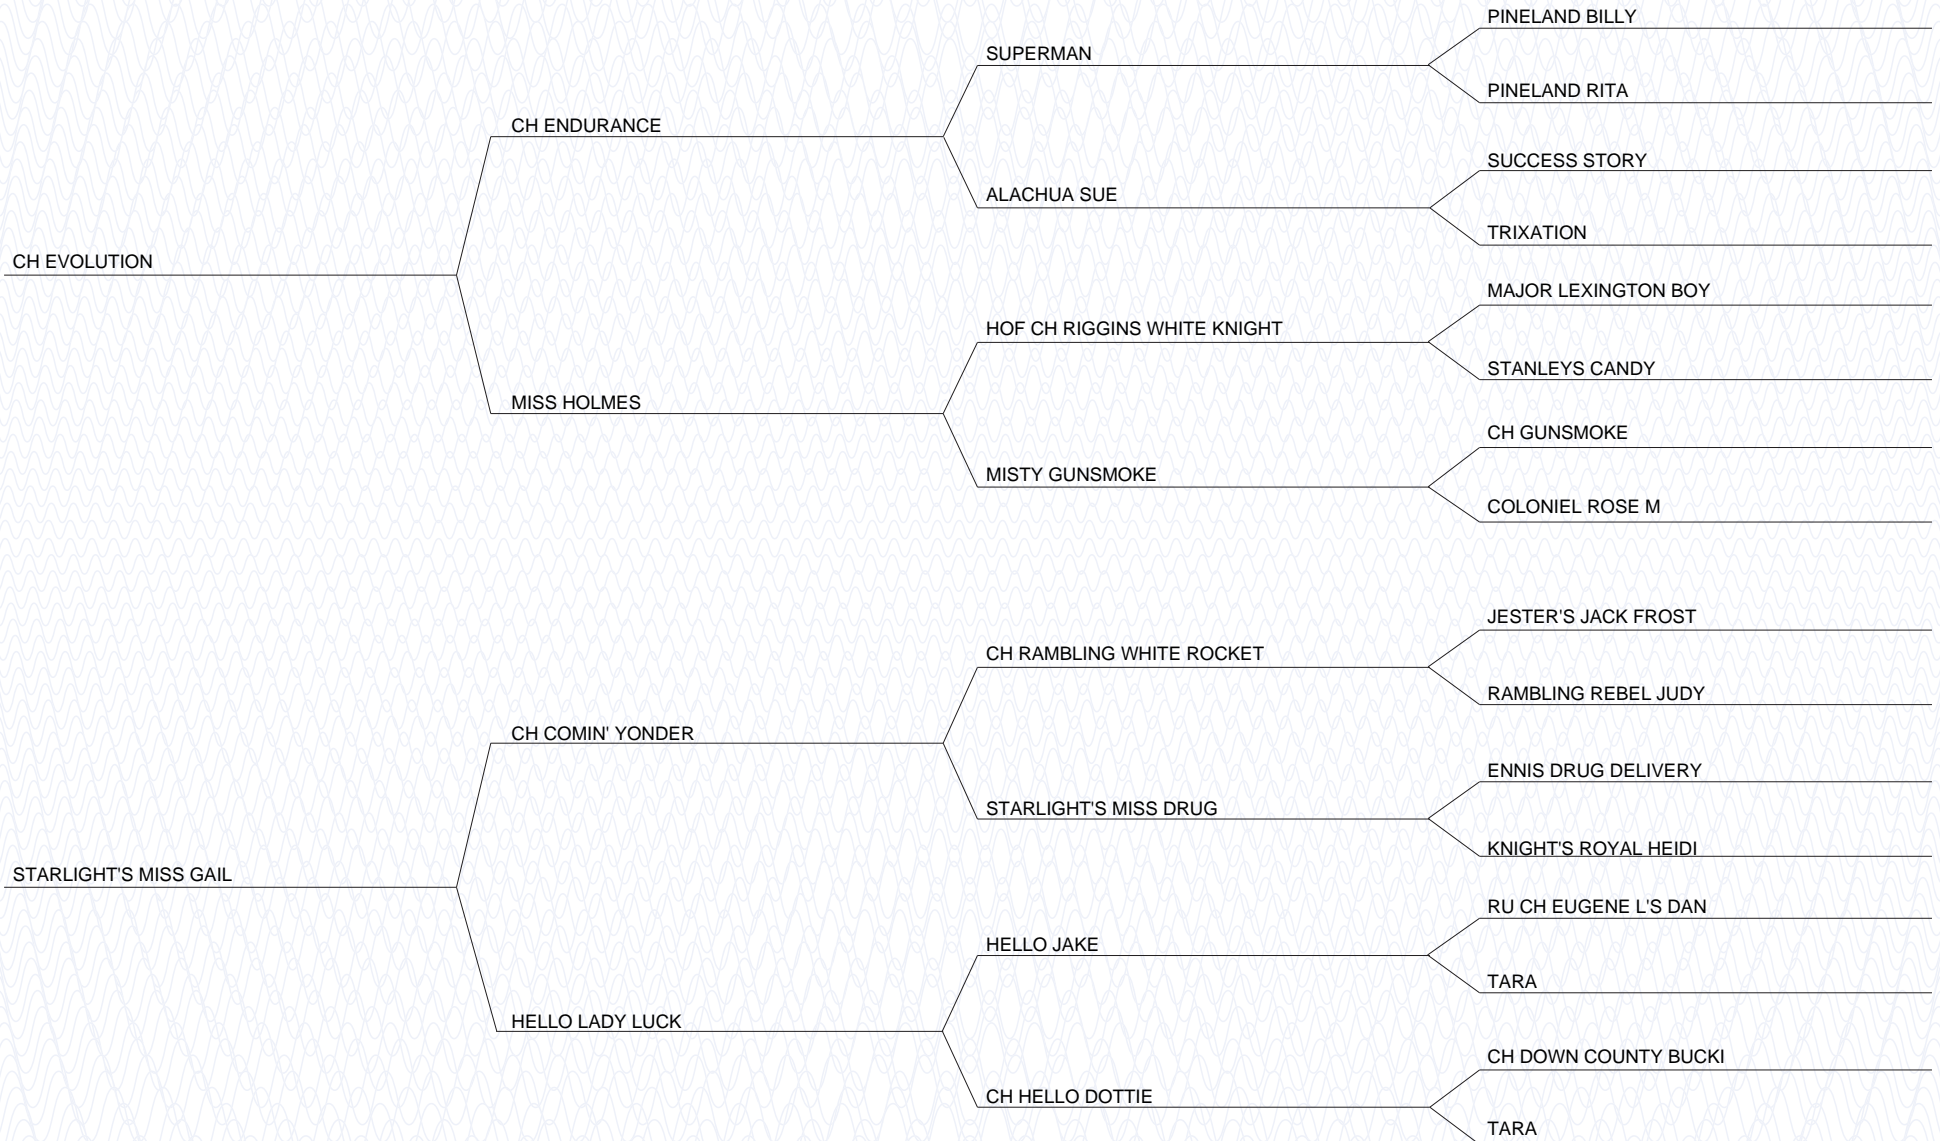 PINELAND BILLY
SUPERMAN
PINELAND RITA
CH ENDURANCE
SUCCESS STORY
ALACHUA SUE
TRIXATION
CH EVOLUTION
MAJOR LEXINGTON BOY
HOF CH RIGGINS WHITE KNIGHT
STANLEYS CANDY
MISS HOLMES
CH GUNSMOKE
MISTY GUNSMOKE
COLONIEL ROSE M
JESTER'S JACK FROST
CH RAMBLING WHITE ROCKET
RAMBLING REBEL JUDY
CH COMIN' YONDER
ENNIS DRUG DELIVERY
STARLIGHT'S MISS DRUG
KNIGHT'S ROYAL HEIDI
STARLIGHT'S MISS GAIL
RU CH EUGENE L'S DAN
HELLO JAKE
TARA
HELLO LADY LUCK
CH DOWN COUNTY BUCKI
CH HELLO DOTTIE
TARA